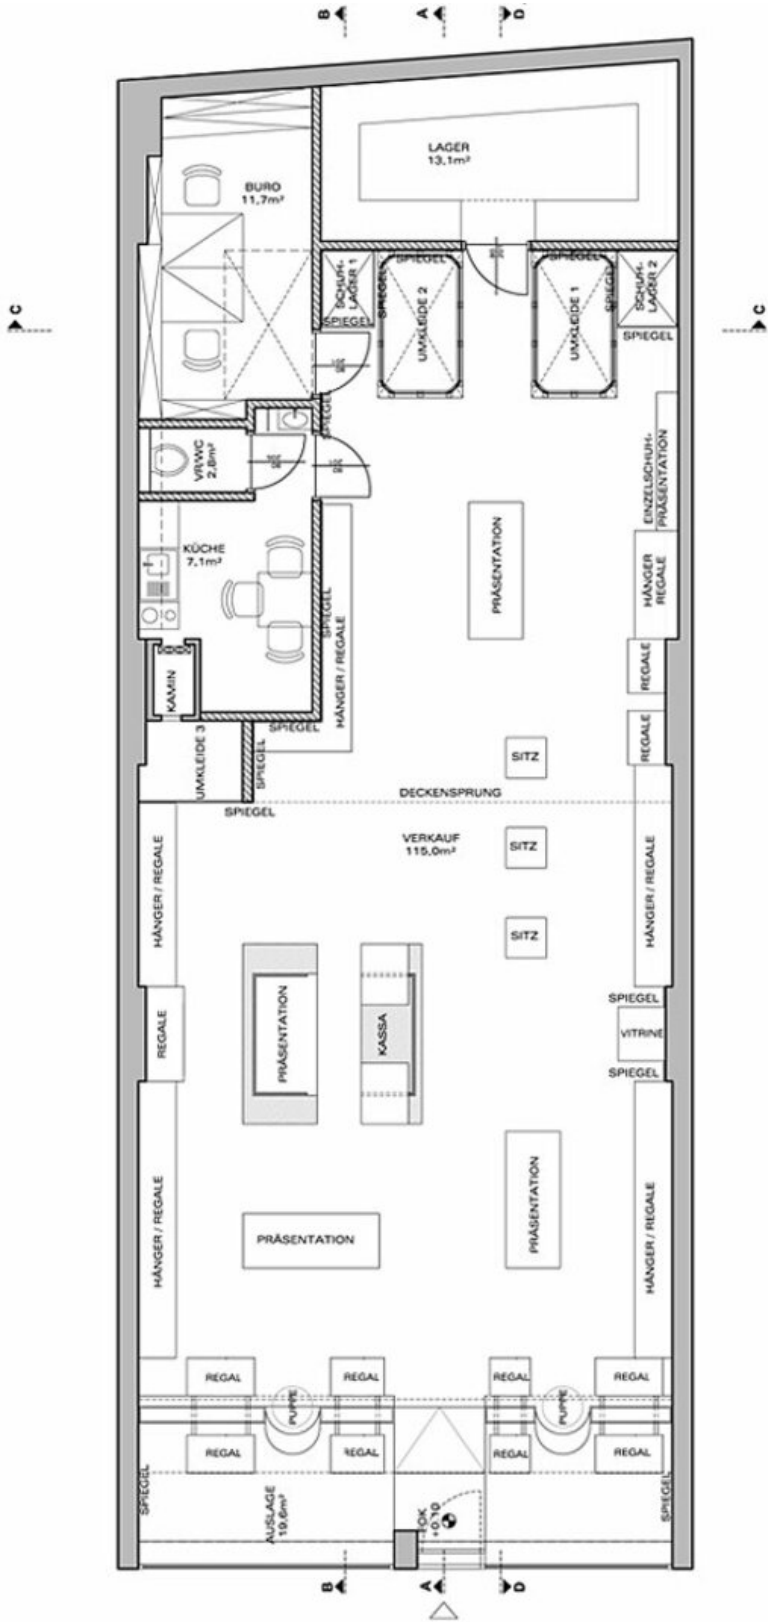 B
A
D
LAGER
13,1m²
BÜRO
11,7m²
SPIEGEL
SPIEGEL
SCHUH-
LAGER 1
SPIEGEL
UMKLEIDE 2
UMKLEIDE 1
SPIEGEL
SCHUH-
LAGER 2
C
C
SPIEGEL
SPIEGEL
SPIEGEL
VR/WC
2,8m²
EINZELSCHUH-
PRÄSENTATION
KÜCHE
7,1m²
PRÄSENTATION
HÄNGER
REGALE
SPIEGEL
HÄNGER / REGALE
REGALE
KAMIN
SPIEGEL
REGALE
UMKLEIDE 3
SPIEGEL
SITZ
DECKENSPRUNG
SPIEGEL
VERKAUF
115,0m²
SITZ
HÄNGER / REGALE
HÄNGER / REGALE
SITZ
SPIEGEL
REGALE
PRÄSENTATION
KASSA
VITRINE
SPIEGEL
HÄNGER / REGALE
PRÄSENTATION
HÄNGER / REGALE
PRÄSENTATION
REGAL
REGAL
REGAL
REGAL
PUPPE
PUPPE
REGAL
REGAL
REGAL
REGAL
SPIEGEL
AUSLAGE
19,6m²
FOK
+0,10
SPIEGEL
B
A
D